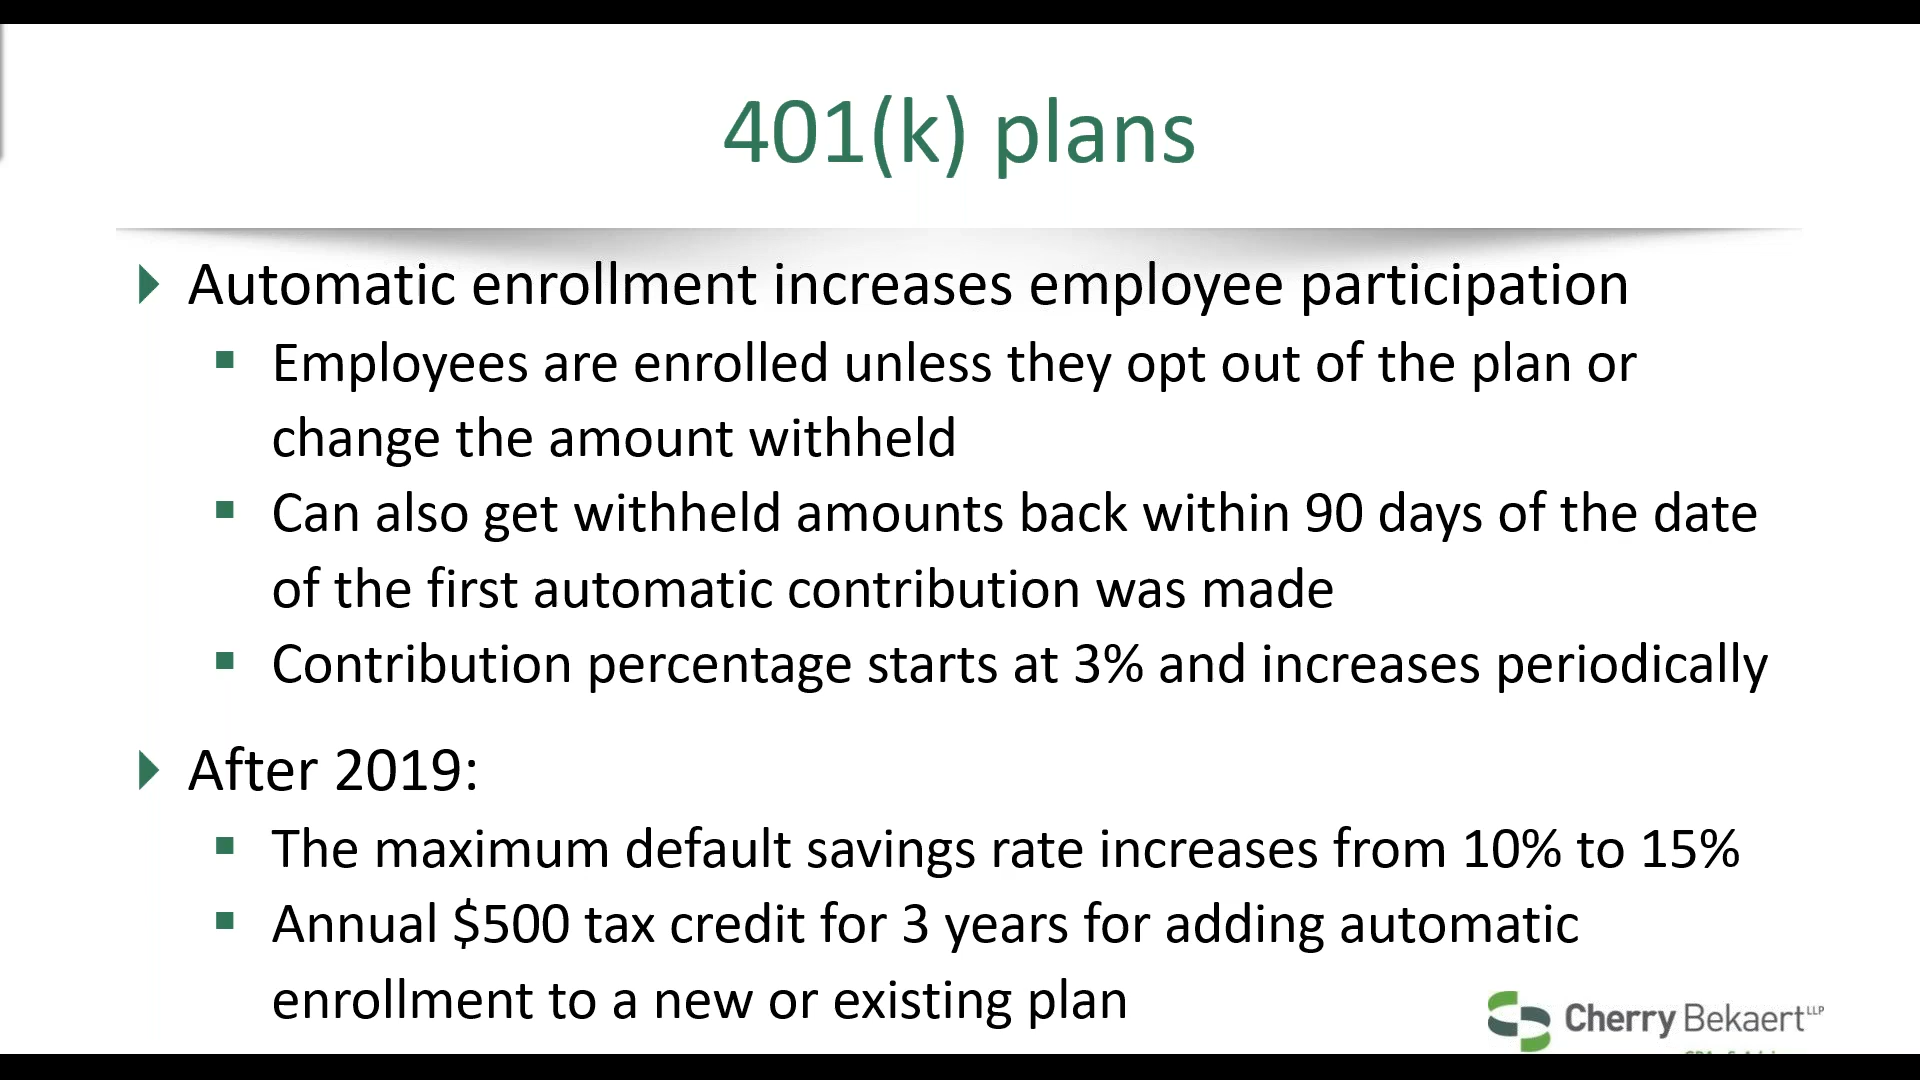 401(k) plans
Automatic enrollment increases employee participation
Employees are enrolled unless they opt out of the plan or
change the amount withheld
Can also get withheld amounts back within 90 days of the date
of the first automatic contribution was made
Contribution percentage starts at 3% and increases periodically
After 2019:
The maximum default savings rate increases from 10% to 15%
Annual $500 tax credit for 3 years for adding automatic
enrollment to a new or existing plan
Cherry Bekaert LLP